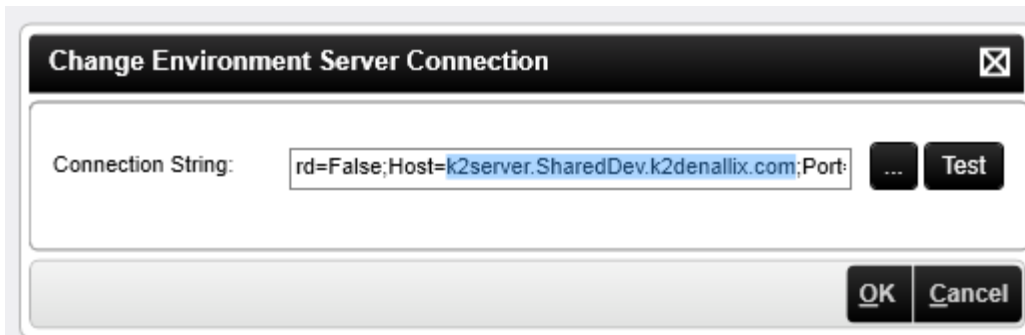 Change Environment Server Connection
Connection String: rd=False;Host=k2server.SharedDev.k2denallix.com;Port= ... Test
OK Cancel